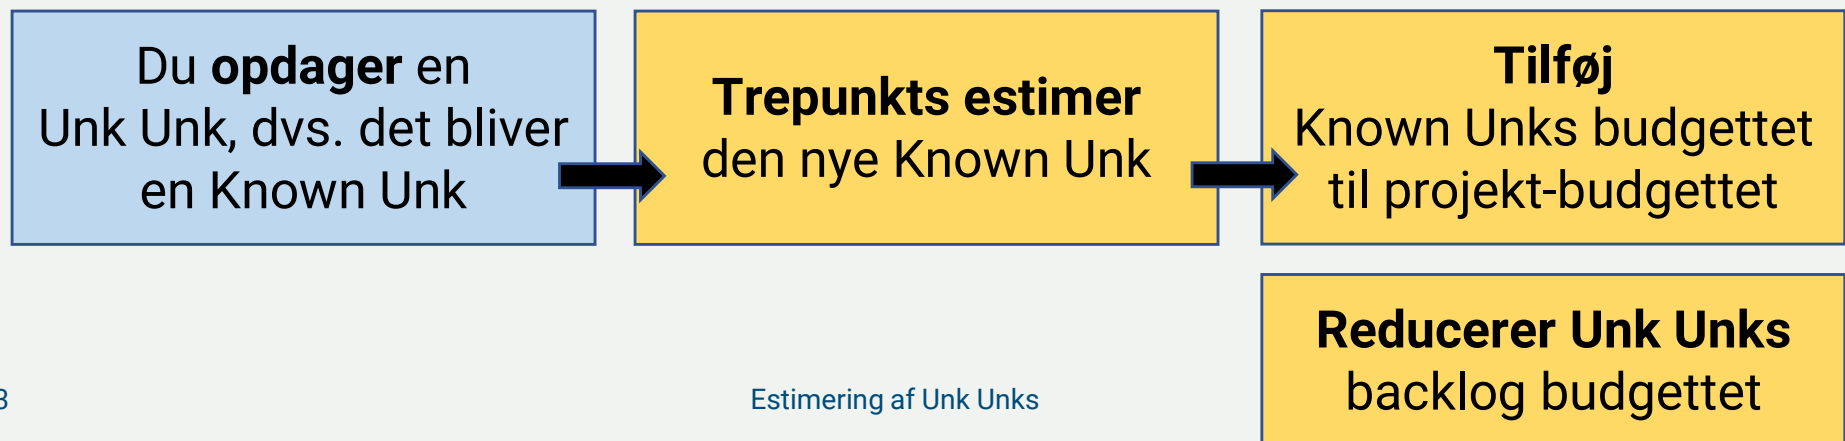 Du opdager en
Unk Unk, dvs. det bliver
en Known Unk
Trepunkts estimer
den nye Known Unk
Tilføj
Known Unks budgettet
til projekt-budgettet
Reducerer Unk Unks
backlog budgettet
3
Estimering af Unk Unks